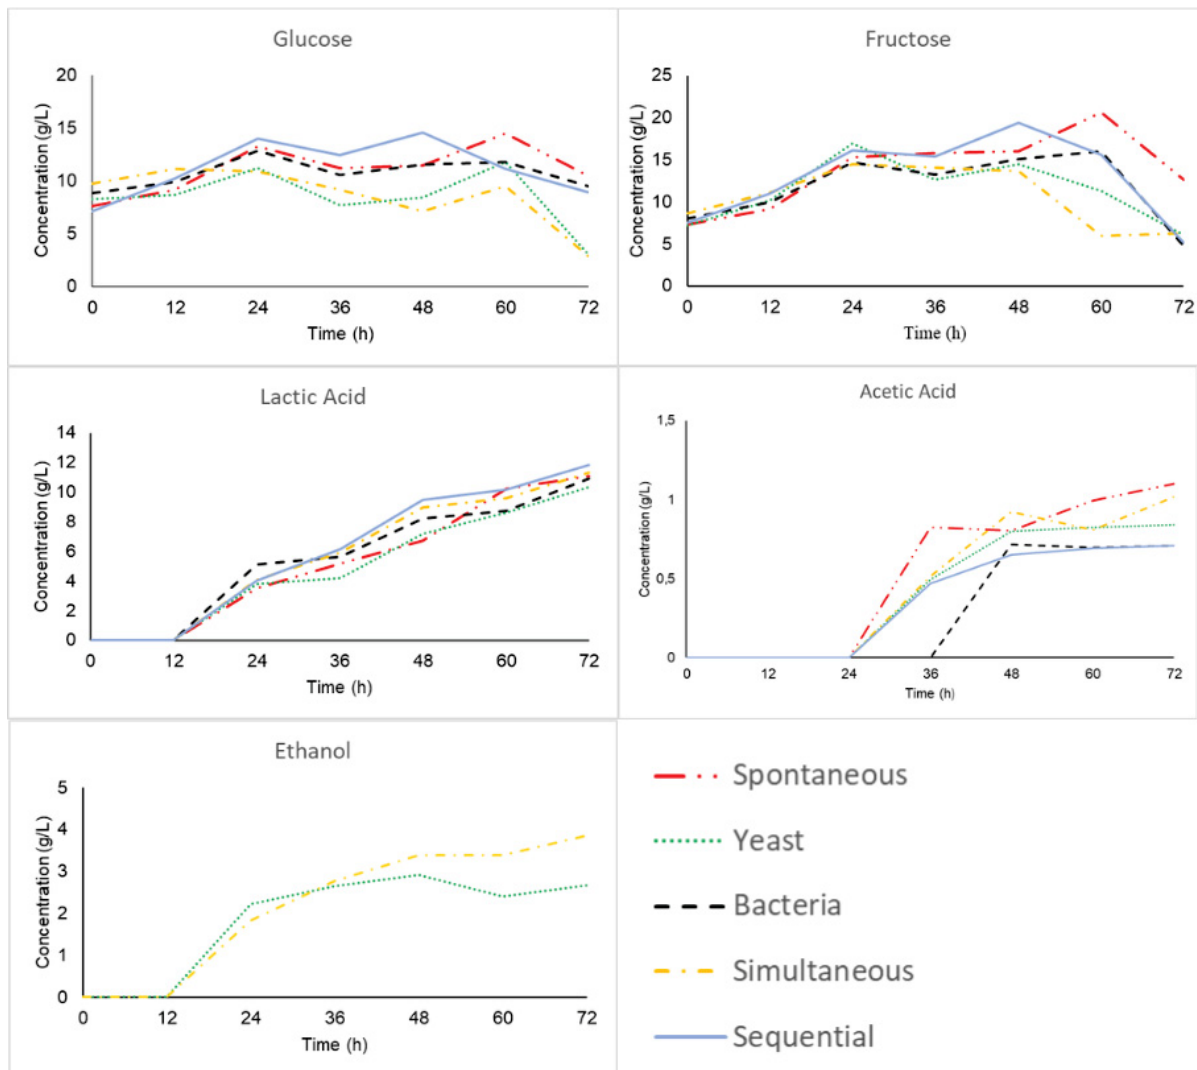 Glucose
Concentration (g/L)
20
15
10
5
0
0 12 24 36 48 60 72
Time (h)
Fructose
Concentration (g/L)
25
20
15
10
5
0
0 12 24 36 48 60 72
Time (h)
Lactic Acid
Concentration (g/L)
14
12
10
8
6
4
2
0
0 12 24 36 48 60 72
Time (h)
Acetic Acid
Concentration (g/L)
1,5
1
0,5
0
0 12 24 36 48 60 72
Time (h)
Ethanol
Concentration (g/L)
5
4
3
2
1
0
0 12 24 36 48 60 72
Time (h)
Spontaneous
Yeast
Bacteria
Simultaneous
Sequential